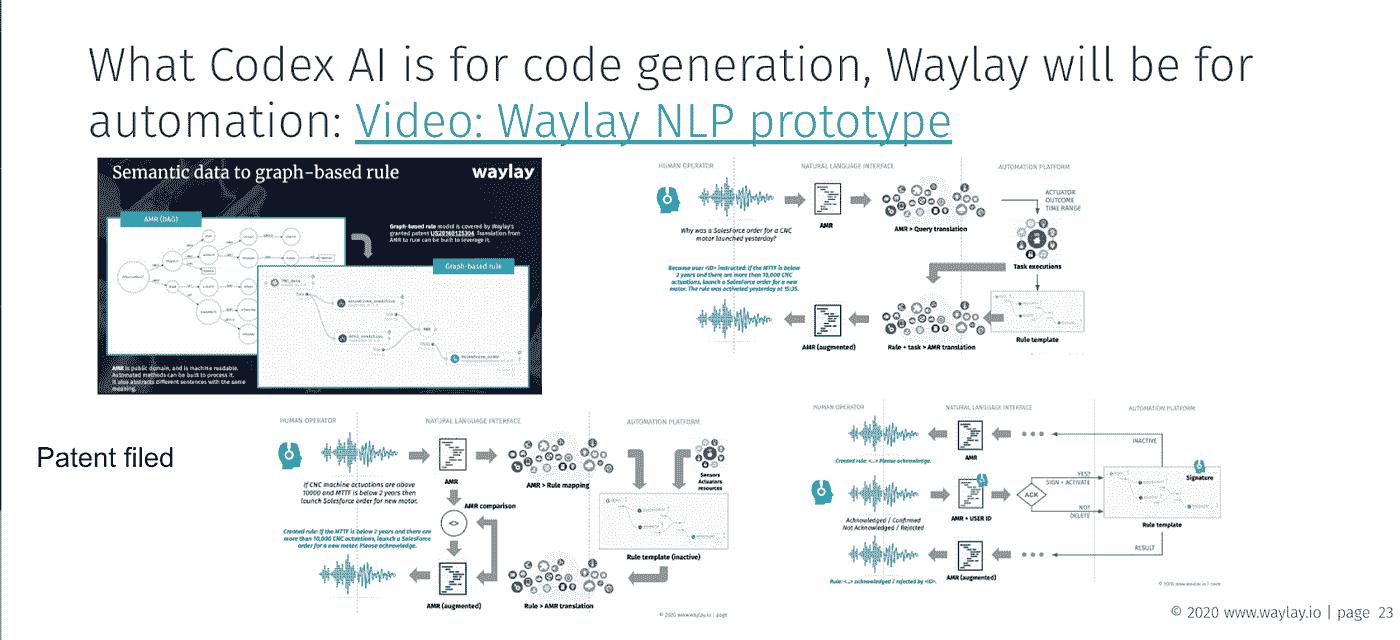 What Codex AI is for code generation, Waylay will be for
automation: Video: Waylay NLP prototype
Semantic data to graph-based rule
waylay
AMR (DAG)
Graph-based rule model is covered by Waylay's
granted patent US20160125304. Translation from
AMR to rule can be built to leverage it.
Graph-based rule
AMR is public domain, and is machine readable.
Automated methods can be built to process it.
It also abstracts different sentences with the same
meaning.
HUMAN OPERATOR
NATURAL LANGUAGE INTERFACE
AUTOMATION PLATFORM
ACTUATOR
OUTCOME
TIME RANGE
AMR
AMR > Query translation
Why was a SalesForce order for a CNC
motor launched yesterday?
Task executions
Because user <ID> instructed: If the MTTF is below
2 years and there are more than 10,000 CNC
actuations, launch a SalesForce order for a new
motor. The rule was activated yesterday at 15:35.
AMR (augmented)
Rule + task > AMR translation
Rule template
Patent filed
HUMAN OPERATOR
NATURAL LANGUAGE INTERFACE
AUTOMATION PLATFORM
Sensors
Actuators
resources
AMR
AMR > Rule mapping
If CNC machine actuations are above
10000 and MTTF is below 2 years then
launch Salesforce order for new motor.
AMR comparison
<>
Created rule: If the MTTF is below 2 years and there are
more than 10,000 CNC actuations, launch a SalesForce
order for a new motor. Please acknowledge.
Rule template (inactive)
AMR (augmented)
Rule > AMR translation
© 2020 www.waylay.io | page
HUMAN OPERATOR
NATURAL LANGUAGE INTERFACE
AUTOMATION PLATFORM
INACTIVE
Created rule: <...> Please acknowledge.
AMR
YES?
SIGN + ACTIVATE
ACK
NOT
DELETE
Signature
Acknowledged / Confirmed
Not Acknowledged / Rejected
AMR + USER ID
Rule template
RESULT
Rule: <...> acknowledged / rejected by <ID>.
AMR (augmented)
© 2020 www.waylay.io | page
© 2020 www.waylay.io | page 23